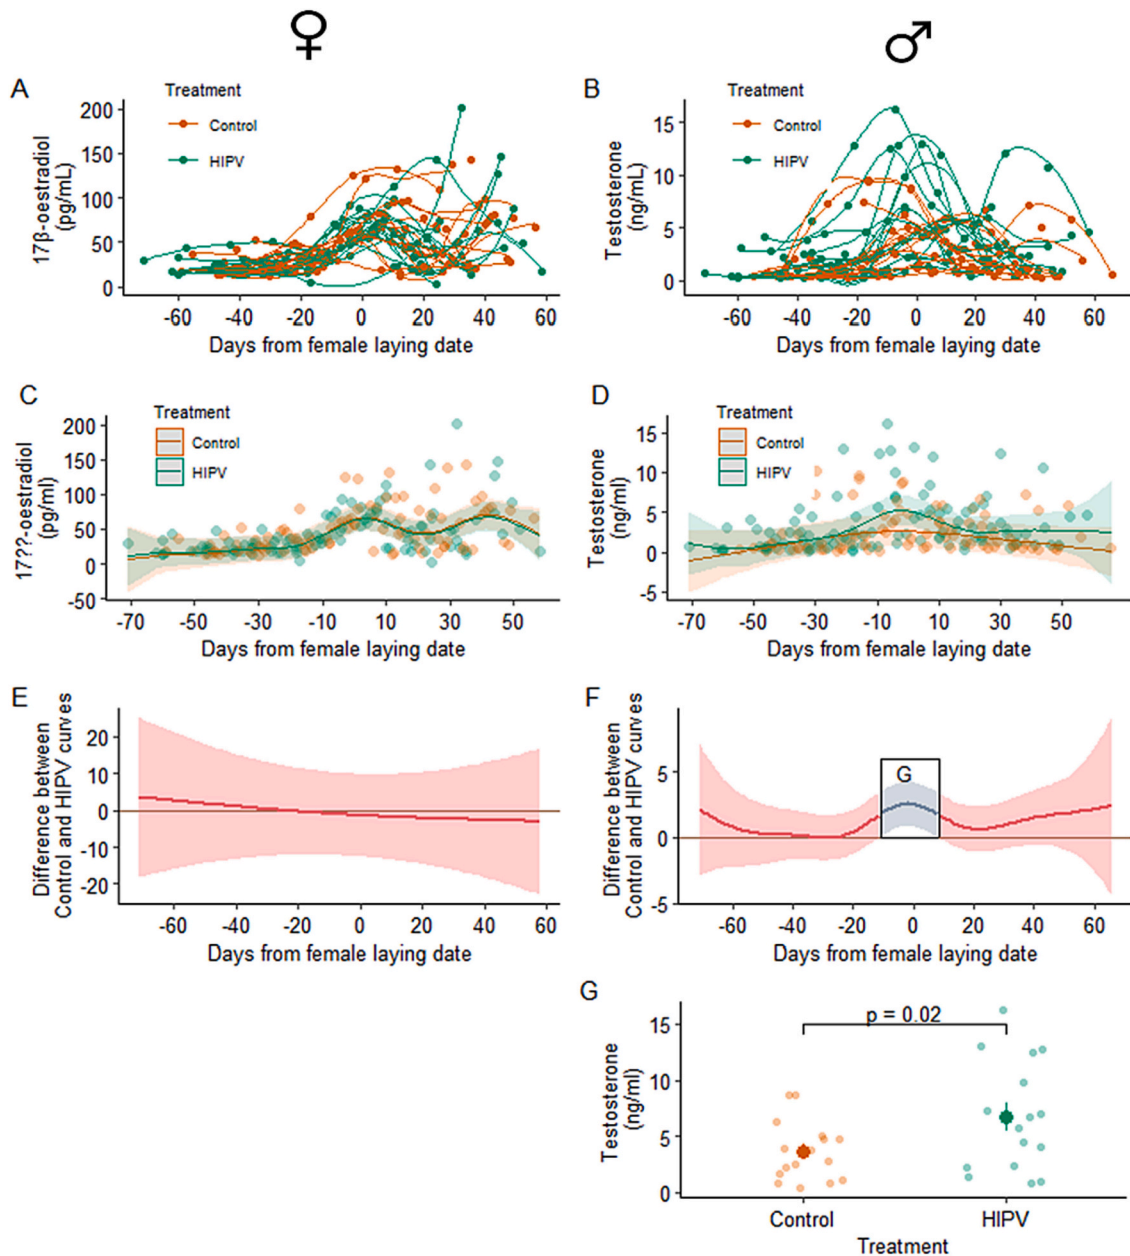 ♀
♂
A
Treatment
Control
HIPV
17β-oestradiol
(pg/mL)
200
150
100
50
0
-60
-40
-20
0
20
40
60
Days from female laying date
B
Treatment
Control
HIPV
Testosterone
(ng/mL)
15
10
5
0
-60
-40
-20
0
20
40
60
Days from female laying date
C
Treatment
Control
HIPV
17???-oestradiol
(pg/ml)
200
150
100
50
0
-50
-70
-50
-30
-10
10
30
50
Days from female laying date
D
Treatment
Control
HIPV
Testosterone
(ng/ml)
15
10
5
0
-5
-70
-50
-30
-10
10
30
50
Days from female laying date
E
Difference between
Control and HIPV curves
20
10
0
-10
-20
-60
-40
-20
0
20
40
60
Days from female laying date
F
Difference between
Control and HIPV curves
5
0
-5
G
-60
-40
-20
0
20
40
60
Days from female laying date
G
Testosterone
(ng/ml)
15
10
5
0
p = 0.02
Control
HIPV
Treatment